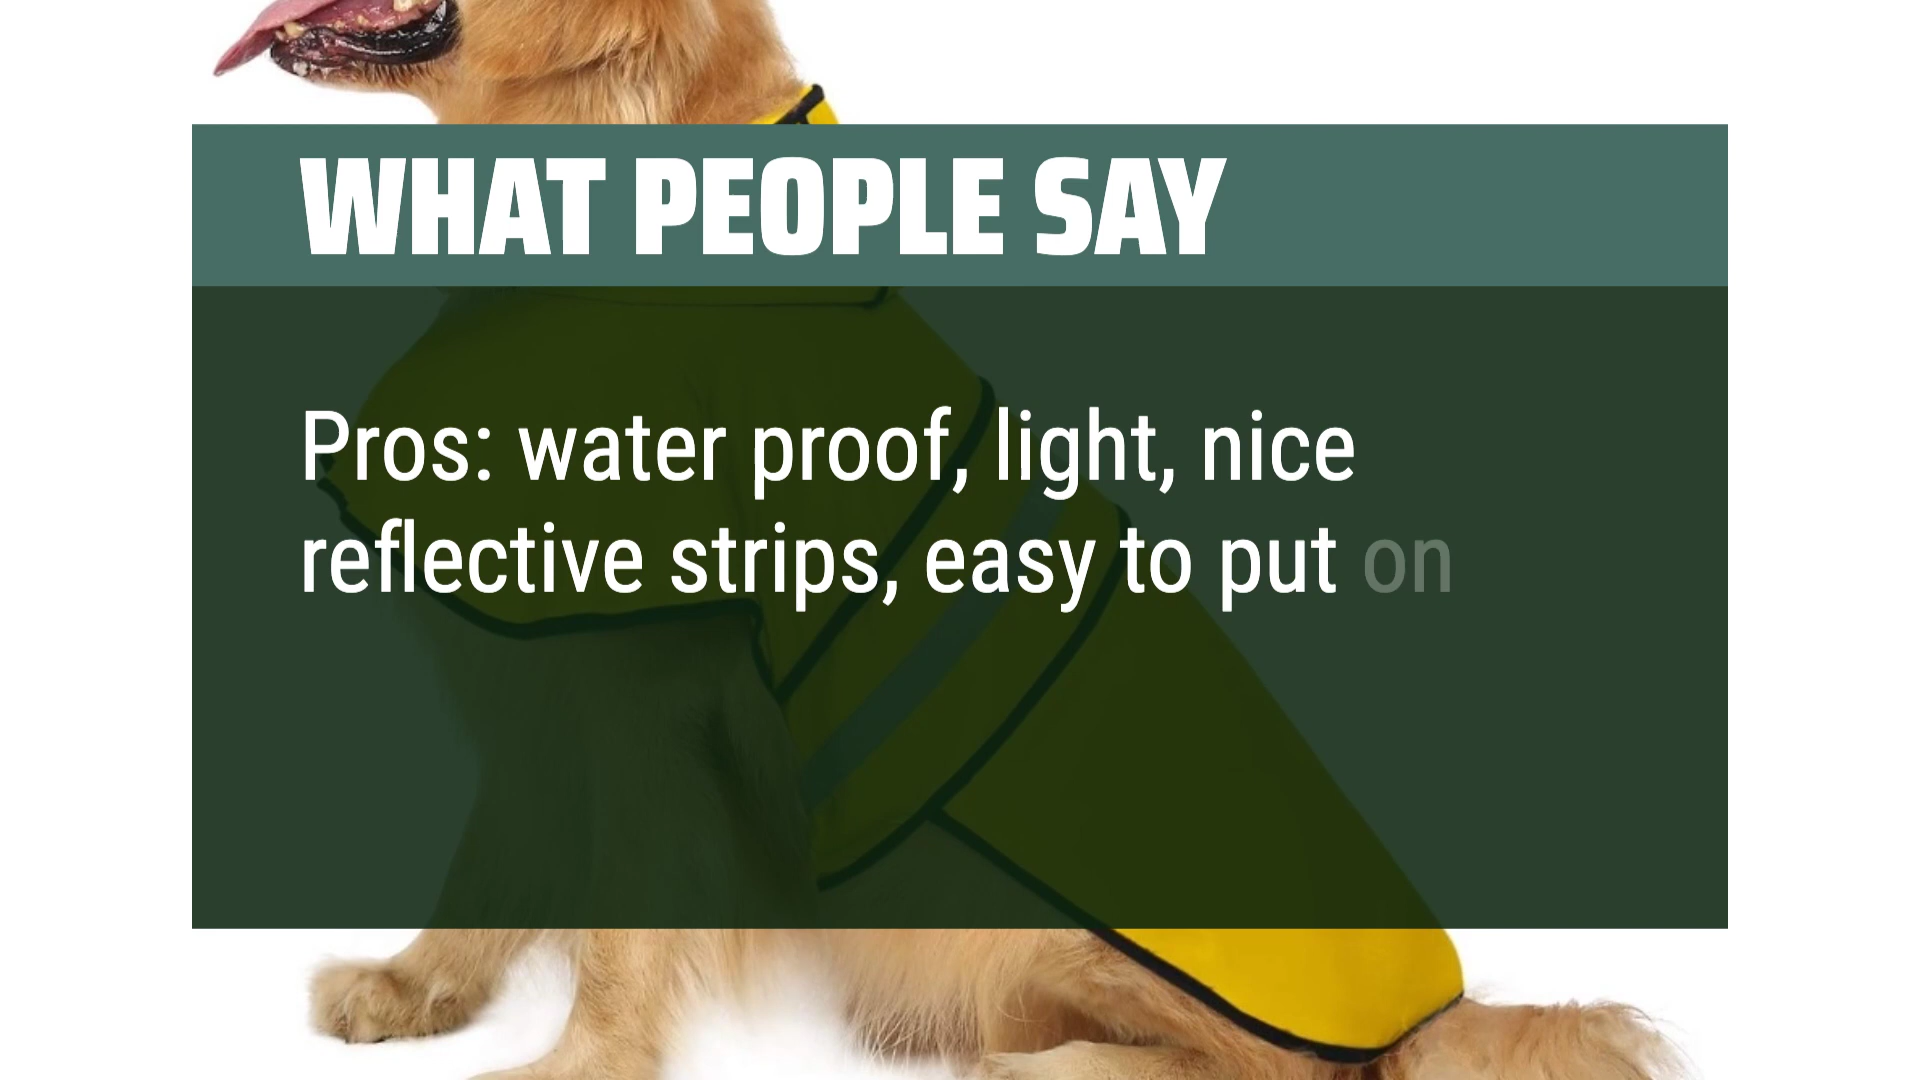 WHAT PEOPLE SAY
Pros: water proof, light, nice
reflective strips, easy to put on